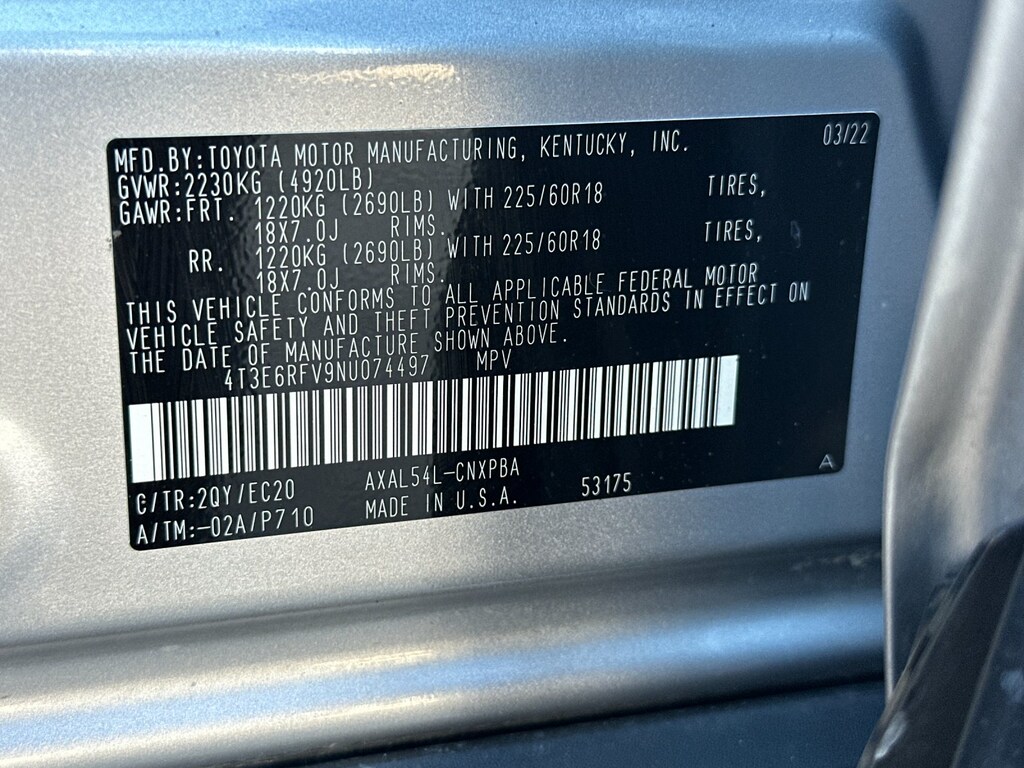 MFD.BY:TOYOTA MOTOR MANUFACTURING, KENTUCKY, INC. 03/22
GVWR:2230KG (4920LB)
GAWR:FRT. 1220KG (2690LB) WITH 225/60R18 TIRES,
18X7.0J RIMS.
RR. 1220KG (2690LB) WITH 225/60R18 TIRES,
18X7.0J RIMS.
THIS VEHICLE CONFORMS TO ALL APPLICABLE FEDERAL MOTOR
VEHICLE SAFETY AND THEFT PREVENTION STANDARDS IN EFFECT ON
THE DATE OF MANUFACTURE SHOWN ABOVE.
4T3E6RFV9NU074497 MPV
C/TR:2QY/EC20 AXAL54L-CNXPBA A
A/TM:-02A/P710 MADE IN U.S.A. 53175